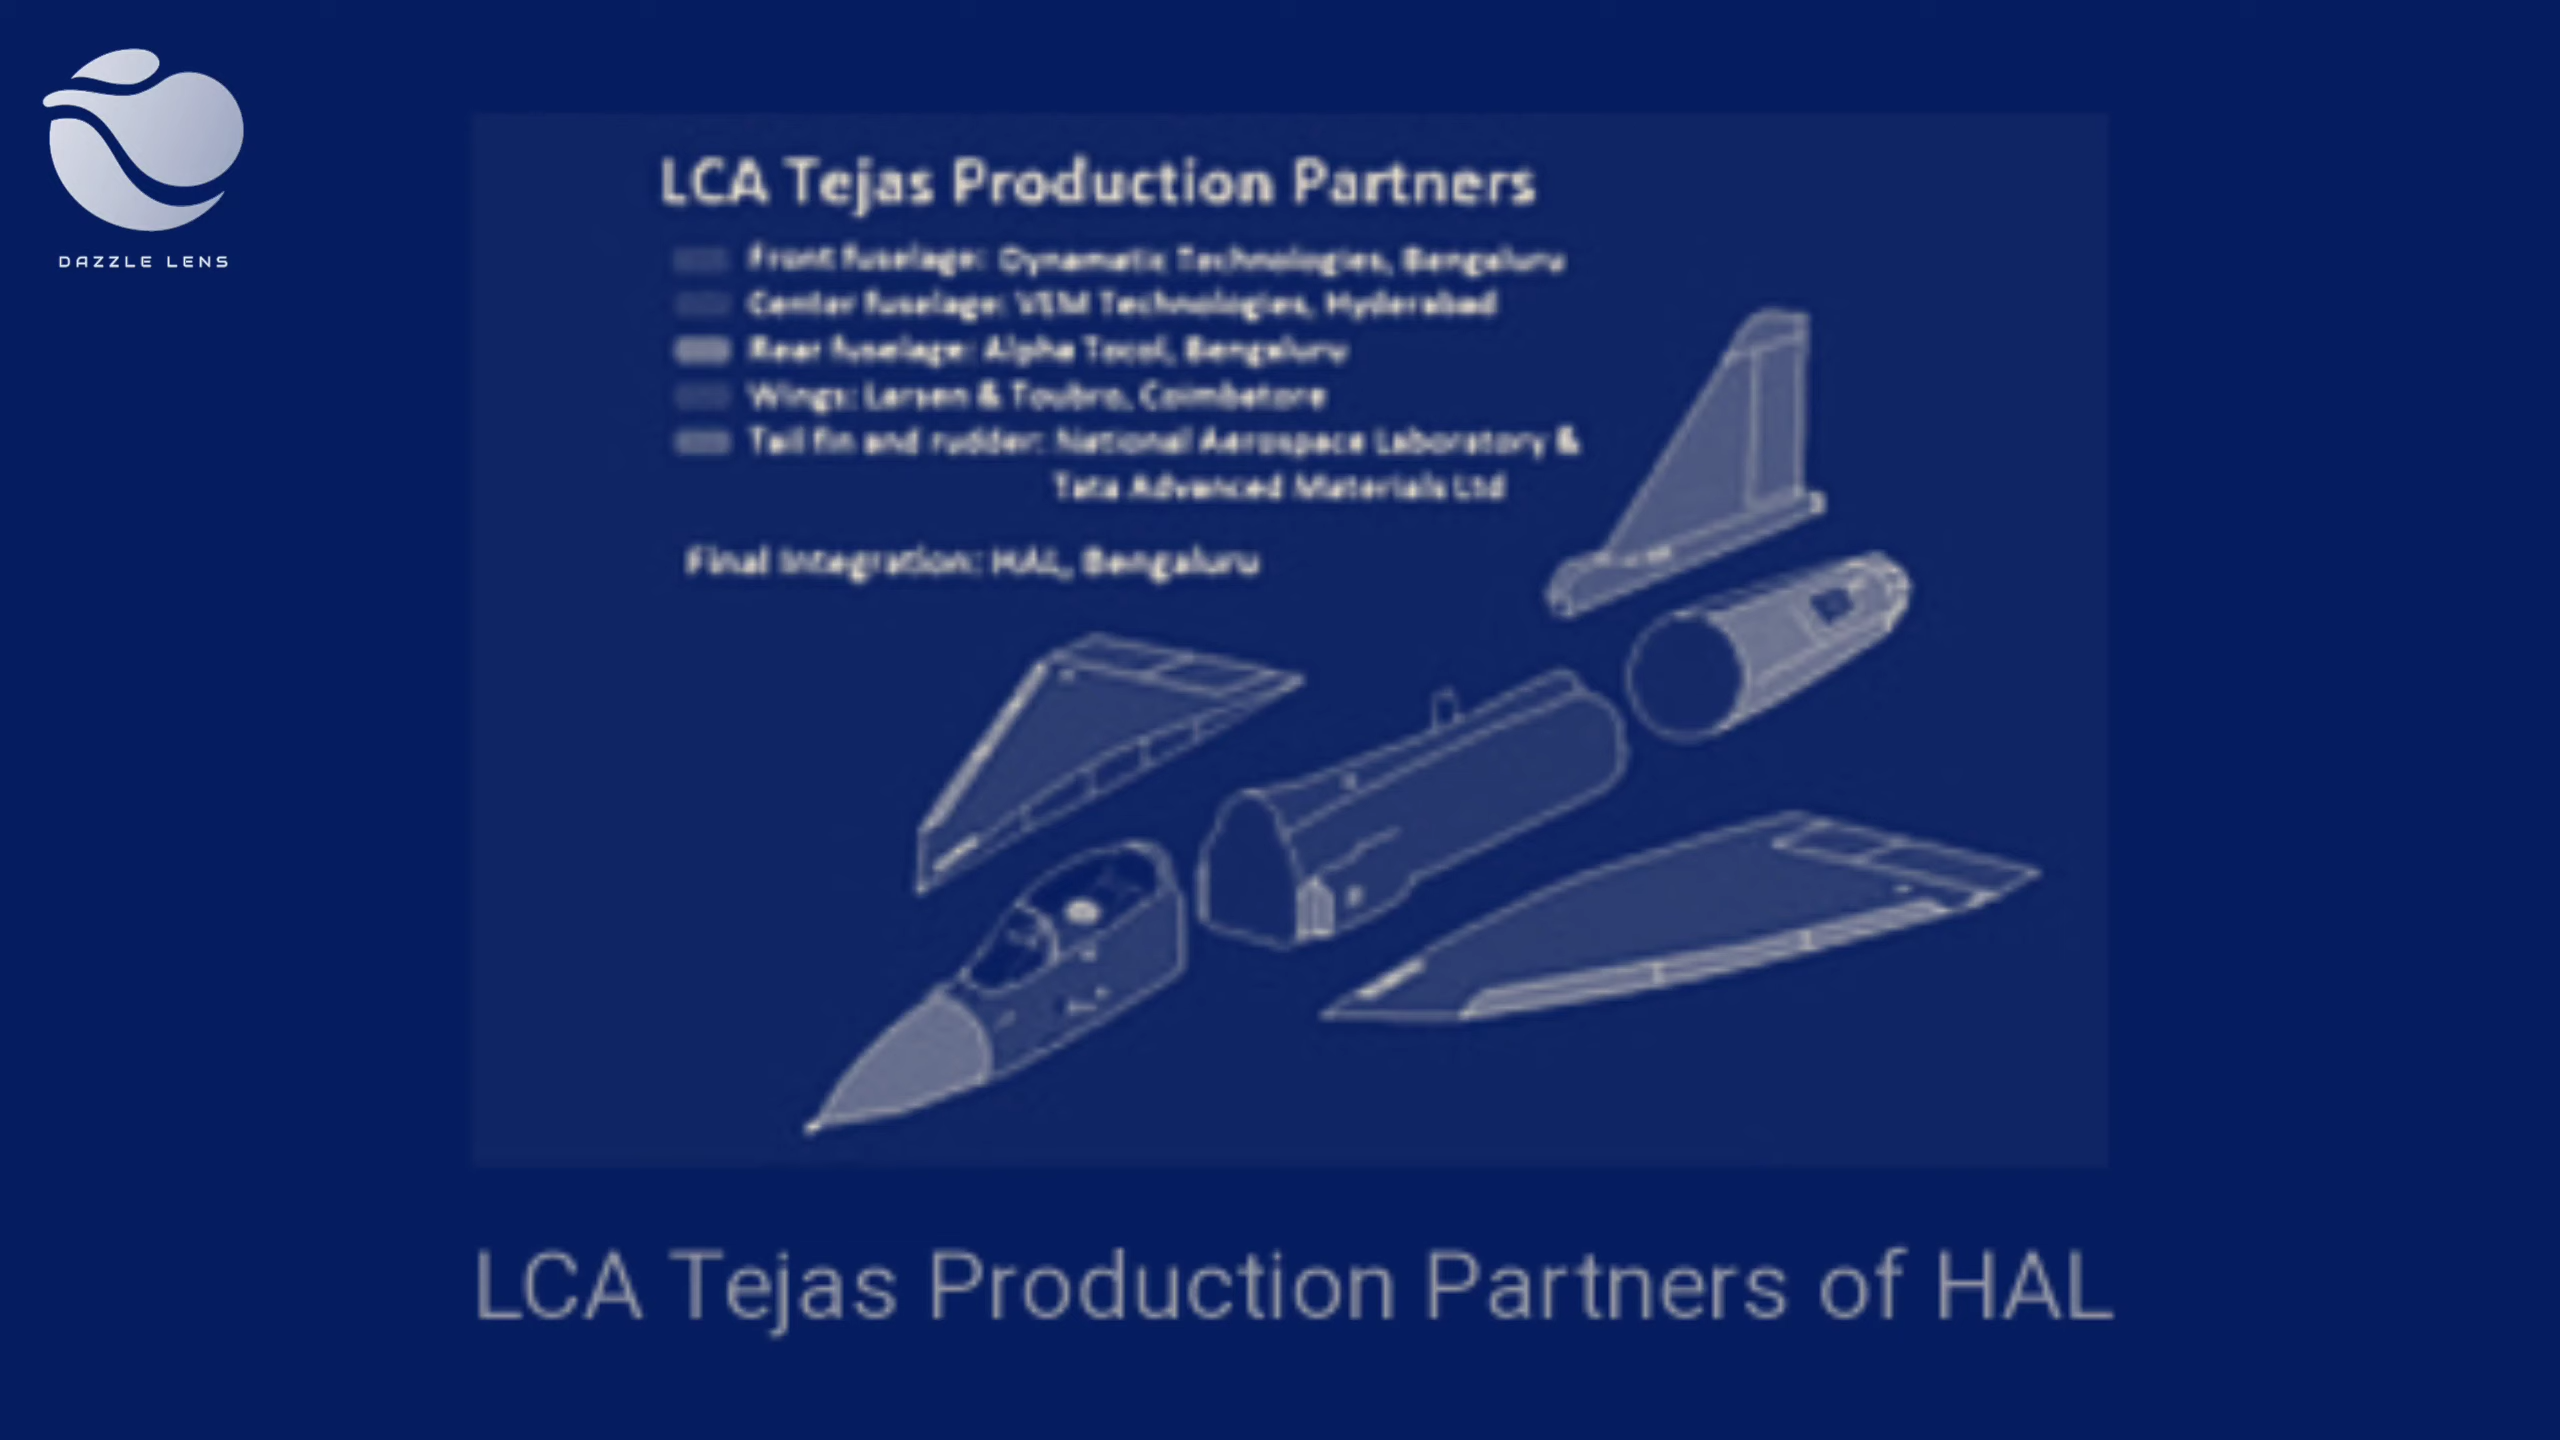 DAZZLE LENS
LCA Tejas Production Partners
Front fuselage: Dynamatic Technologies, Bengaluru
Center fuselage: VEM Technologies, Hyderabad
Rear fuselage: Alpha Tocol, Bengaluru
Wings: Larsen & Toubro, Coimbatore
Tail fin and rudder: National Aerospace Laboratory &
Tata Advanced Materials Ltd
Final Integration: HAL, Bengaluru
LCA Tejas Production Partners of HAL